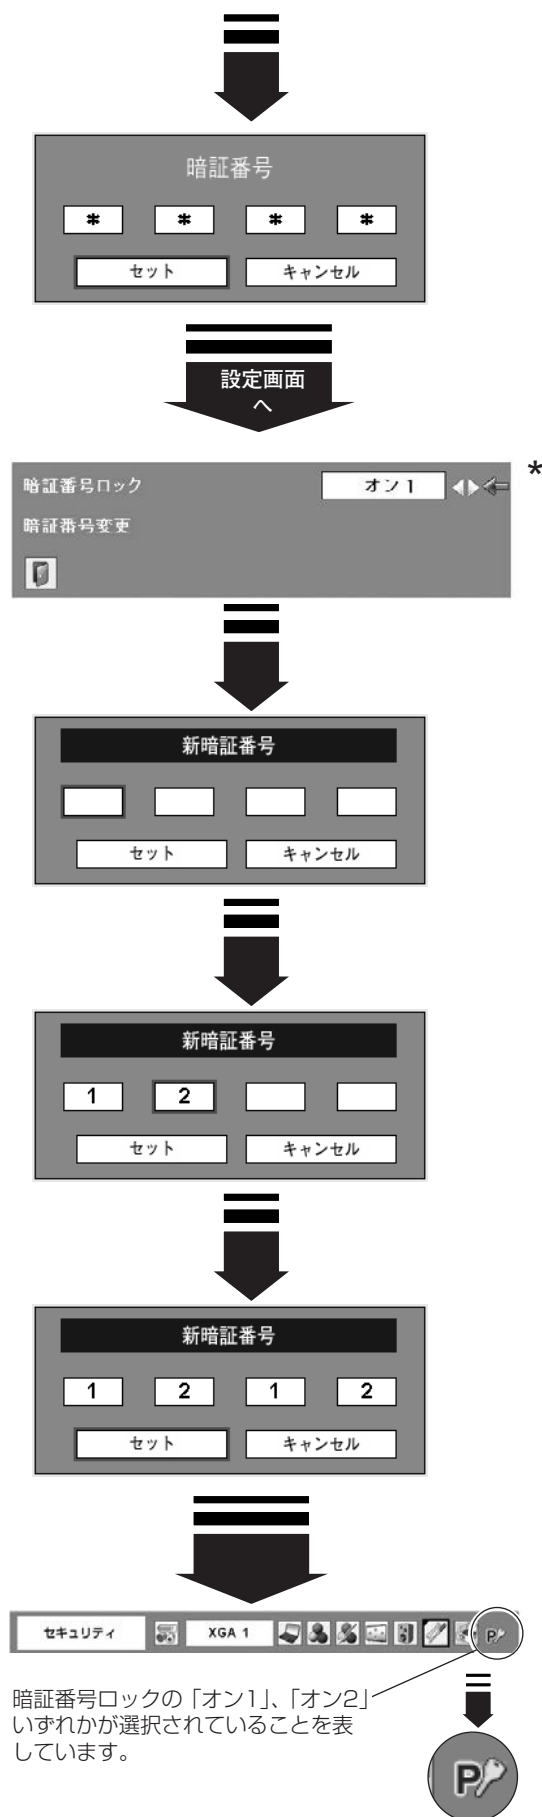 暗証番号
* * * *
セット キャンセル
設定画面
へ
暗証番号ロック オン 1 *
暗証番号変更
新暗証番号
セット キャンセル
新暗証番号
1 2
セット キャンセル
新暗証番号
1 2 1 2
セット キャンセル
セキュリティ XGA 1 P
暗証番号ロックの「オン1」、「オン2」
いずれかが選択されていることを表
しています。
P